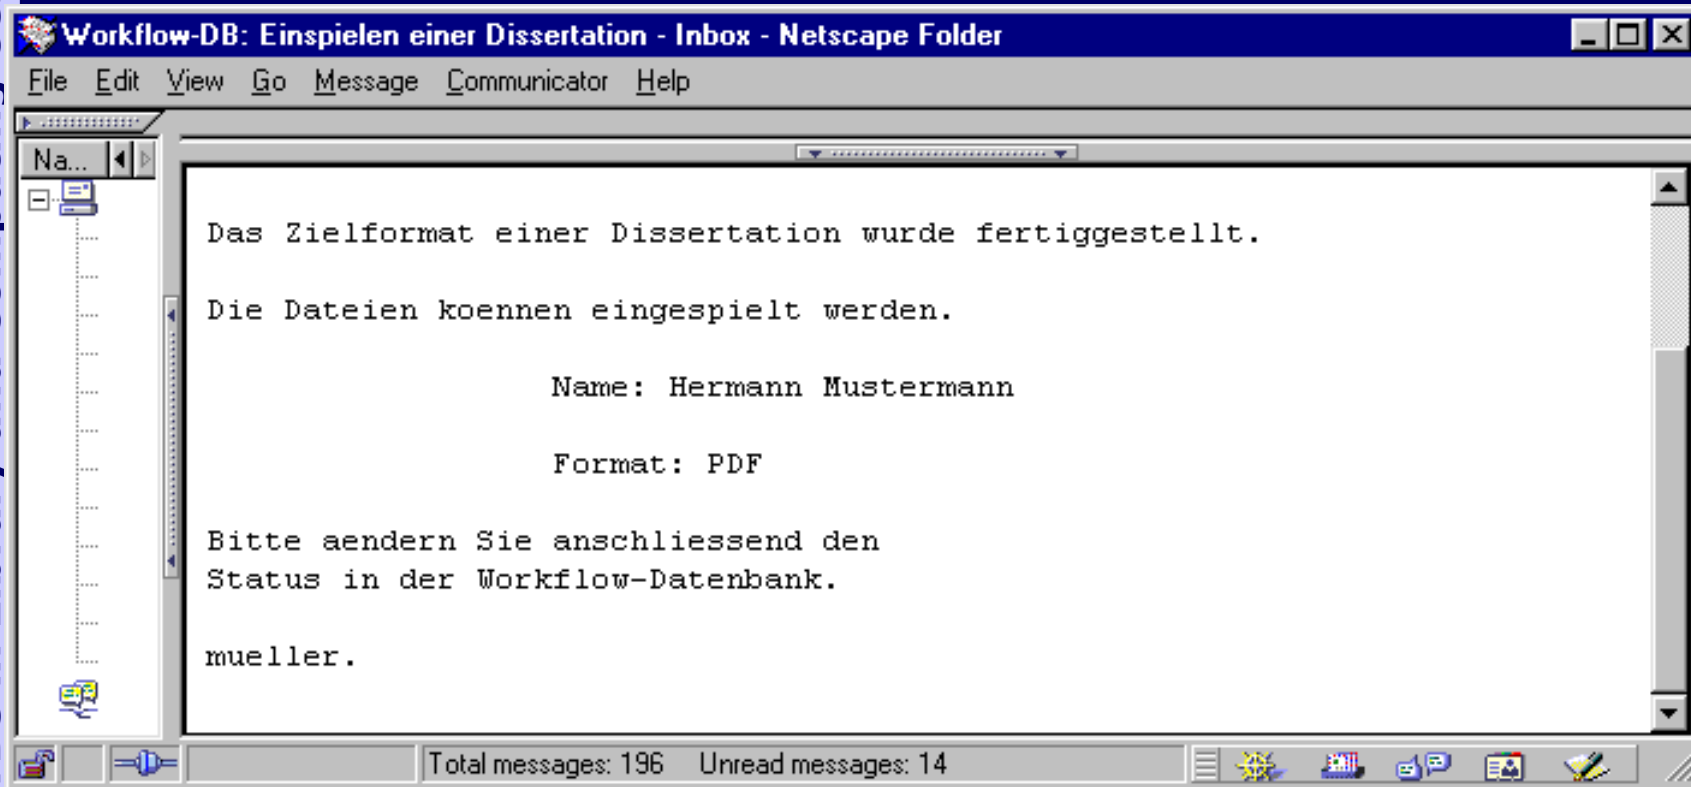 Workflow-DB: Einspielen einer Dissertation - Inbox - Netscape Folder
File Edit View Go Message Communicator Help
Na...
Das Zielformat einer Dissertation wurde fertiggestellt.
Die Dateien koennen eingespielt werden.
Name: Hermann Mustermann
Format: PDF
Bitte aendern Sie anschliessend den
Status in der Workflow-Datenbank.
mueller.
Total messages: 196 Unread messages: 14